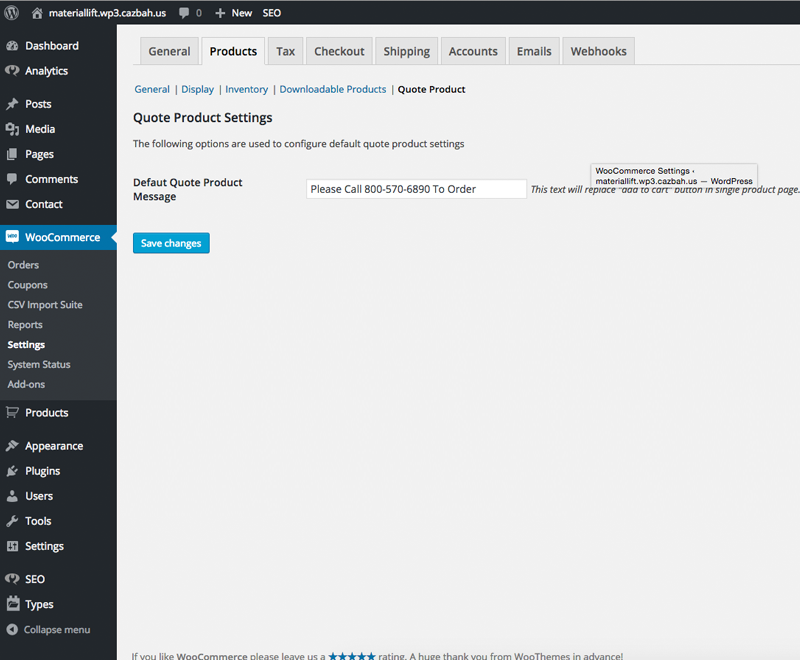 materiallift.wp3.cazbah.us 0 + New SEO
Dashboard
Analytics
Posts
Media
Pages
Comments
Contact
WooCommerce
Orders
Coupons
CSV Import Suite
Reports
Settings
System Status
Add-ons
Products
Appearance
Plugins
Users
Tools
Settings
SEO
Types
Collapse menu
General Products Tax Checkout Shipping Accounts Emails Webhooks
General | Display | Inventory | Downloadable Products | Quote Product
Quote Product Settings
The following options are used to configure default quote product settings
WooCommerce Settings ‹
materiallift.wp3.cazbah.us — WordPress
Defaut Quote Product
Message
Please Call 800-570-6890 To Order
This text will replace "add to cart" button in single product page.
Save changes
If you like WooCommerce please leave us a ★★★★★ rating. A huge thank you from WooThemes in advance!